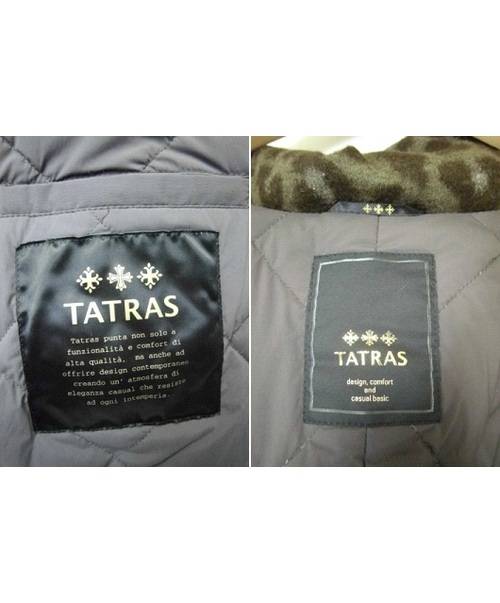 TATRAS
Tatras punta non solo a
funzionalità e comfort di
alta qualità, ma anche ad
offrire design contemporaneo
creando un' atmosfera di
eleganza casual che resiste
ad ogni intemperie.
TATRAS
design, comfort
and
casual basic